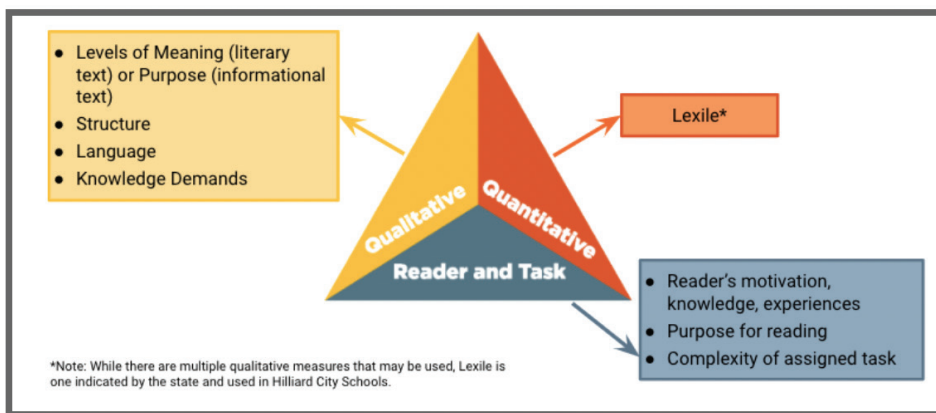 ● Levels of Meaning (literary
text) or Purpose (informational
text)
● Structure
● Language
● Knowledge Demands
Lexile*
Qualitative
Quantitative
Reader and Task
● Reader's motivation,
knowledge, experiences
● Purpose for reading
● Complexity of assigned task
*Note: While there are multiple qualitative measures that may be used, Lexile is
one indicated by the state and used in Hilliard City Schools.